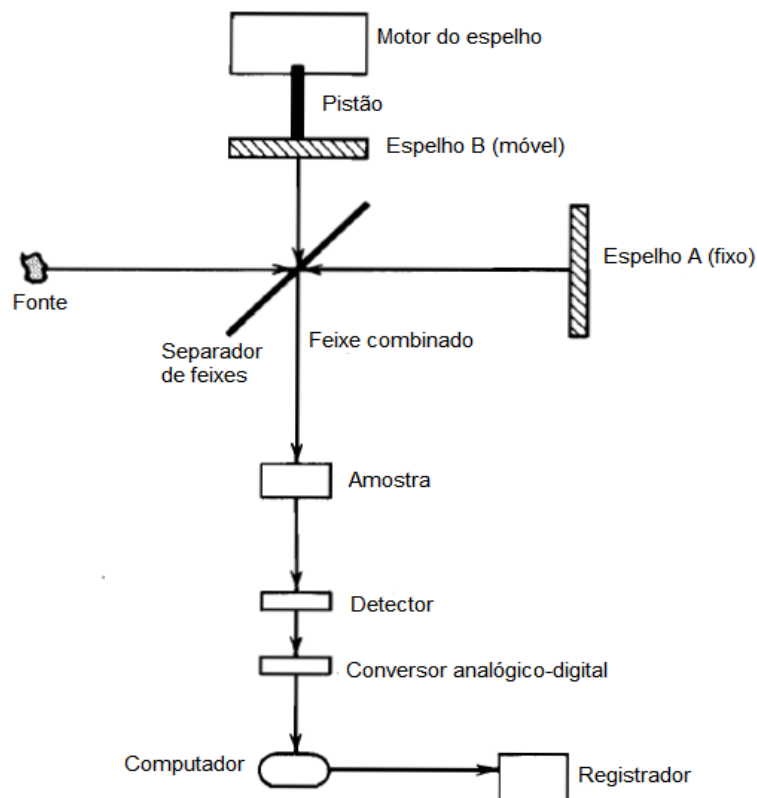 Motor do espelho
Pistão
Espelho B (móvel)
Espelho A (fixo)
Fonte
Separador
de feixes
Feixe combinado
Amostra
Detector
Conversor analógico-digital
Computador
Registrador